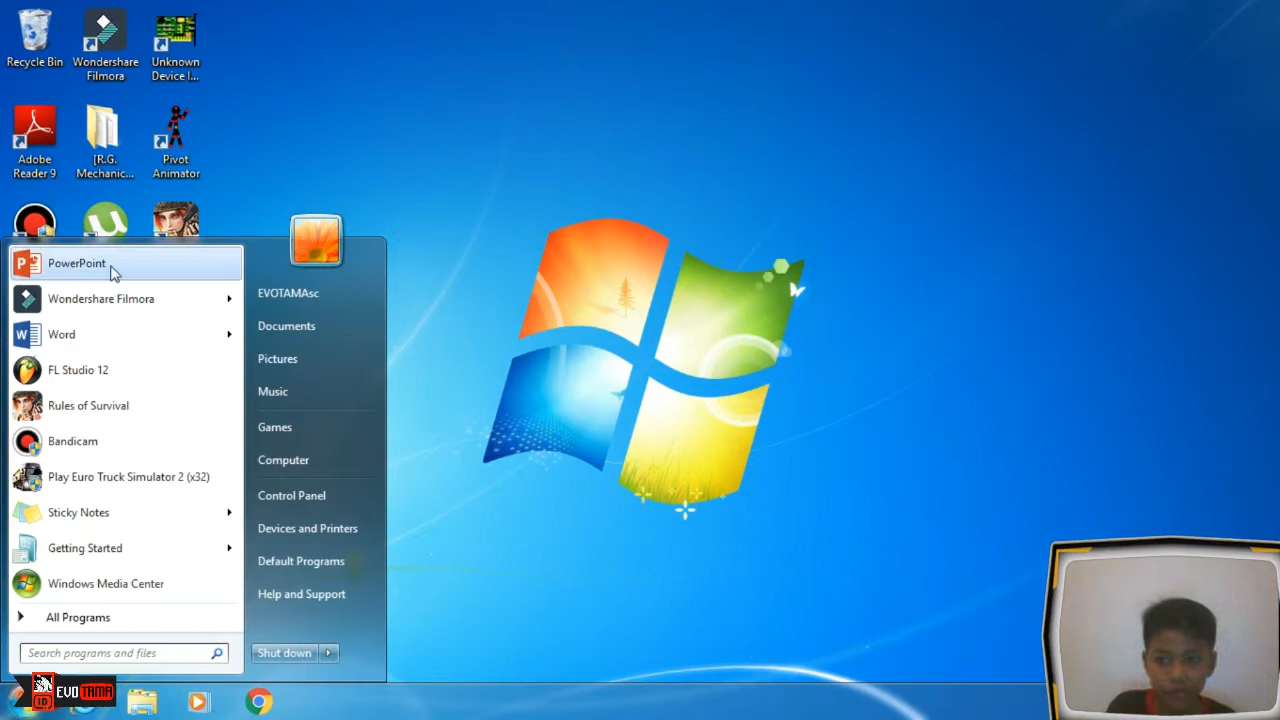 Recycle Bin
Wondershare
Filmora
Unknown
Device I...
Adobe
Reader 9
[R.G.
Mechanic...
Pivot
Animator
PowerPoint
Wondershare Filmora
Word
FL Studio 12
Rules of Survival
Bandicam
Play Euro Truck Simulator 2 (x32)
Sticky Notes
Getting Started
Windows Media Center
All Programs
Search programs and files
EVOTAMAsc
Documents
Pictures
Music
Games
Computer
Control Panel
Devices and Printers
Default Programs
Help and Support
Shut down
EVOTAMA
ID